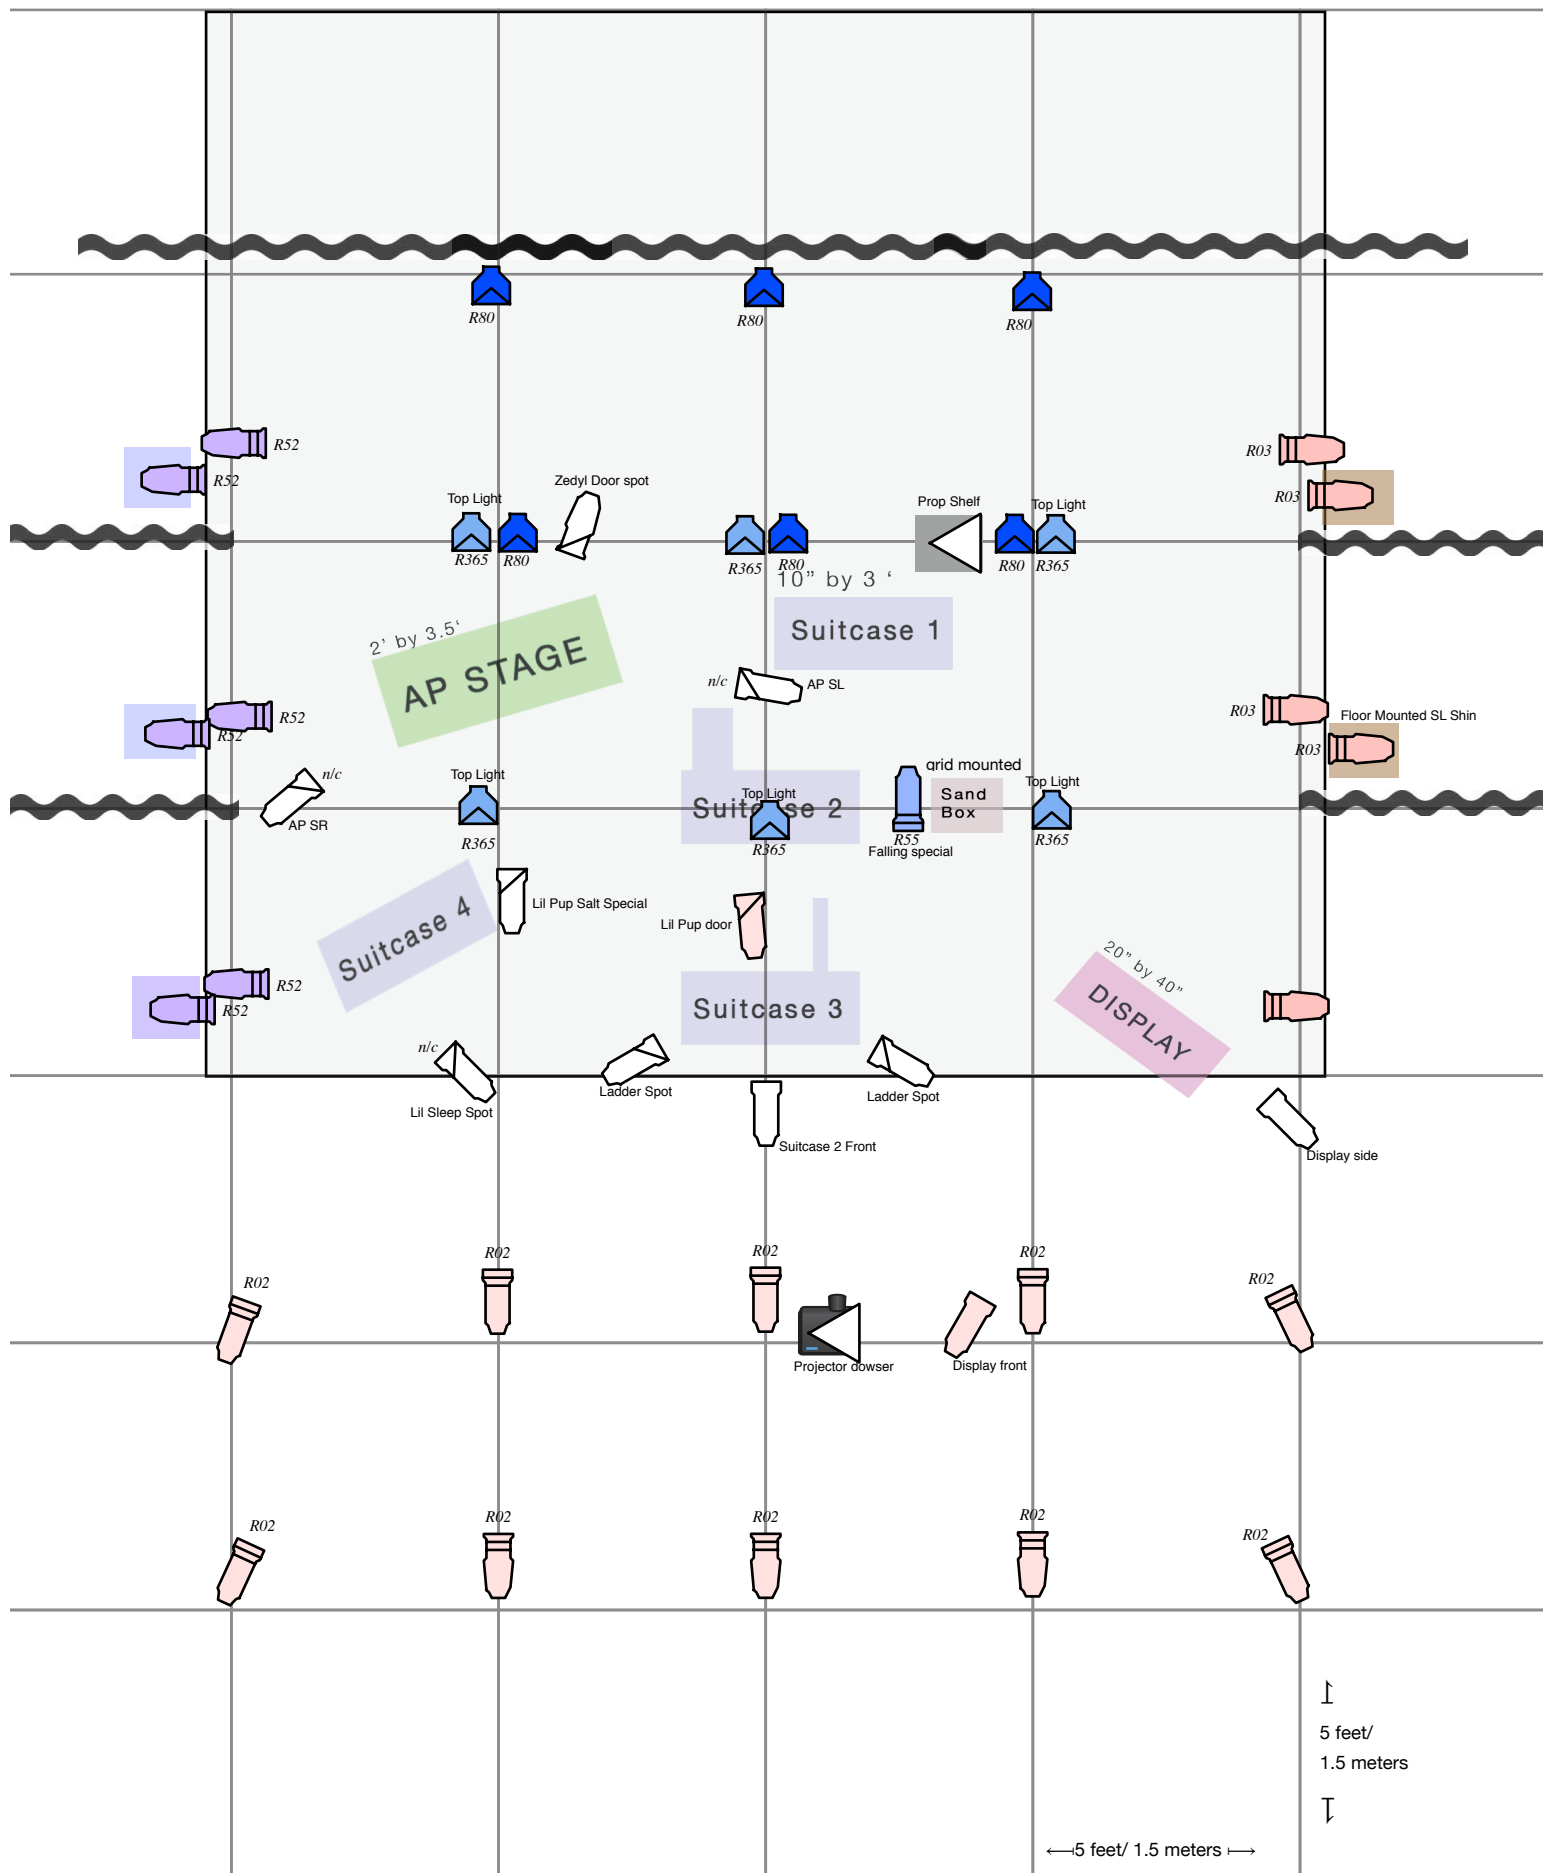 R80
R80
R80
R52
R03
R52
R03
Zedyl Door spot
Top Light
Prop Shelf
Top Light
R365
R80
R365
R80
R80
R365
10” by 3 ‘
2’ by 3.5‘
AP STAGE
Suitcase 1
n/c
AP SL
R52
R52
R03
Floor Mounted SL Shin
R03
n/c
AP SR
Top Light
R365
Top Light
Suitcase 2
R365
grid mounted
Sand
Box
R55
Falling special
Top Light
R365
Lil Pup Salt Special
Lil Pup door
Suitcase 4
20” by 40”
DISPLAY
R52
R52
Suitcase 3
n/c
Lil Sleep Spot
Ladder Spot
Ladder Spot
Suitcase 2 Front
Display side
R02
R02
R02
R02
R02
Projector dowser
Display front
R02
R02
R02
R02
R02
5 feet/
1.5 meters
5 feet/ 1.5 meters